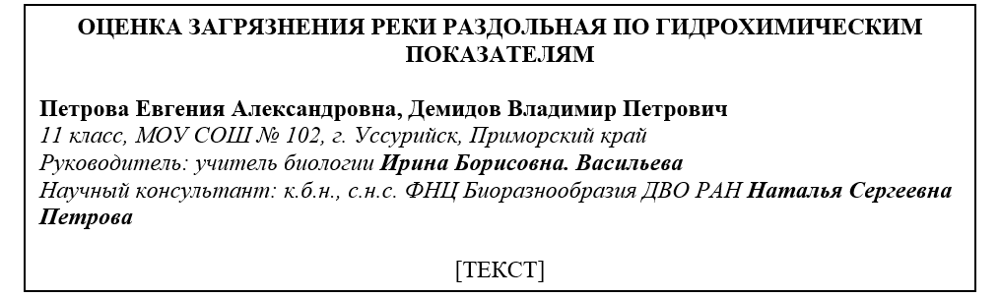 ОЦЕНКА ЗАГРЯЗНЕНИЯ РЕКИ РАЗДОЛЬНАЯ ПО ГИДРОХИМИЧЕСКИМ
ПОКАЗАТЕЛЯМ
Петрова Евгения Александровна, Демидов Владимир Петрович
11 класс, МОУ СОШ № 102, г. Уссурийск, Приморский край
Руководитель: учитель биологии Ирина Борисовна. Васильева
Научный консультант: к.б.н., с.н.с. ФНЦ Биоразнообразия ДВО РАН Наталья Сергеевна
Петрова
[ТЕКСТ]